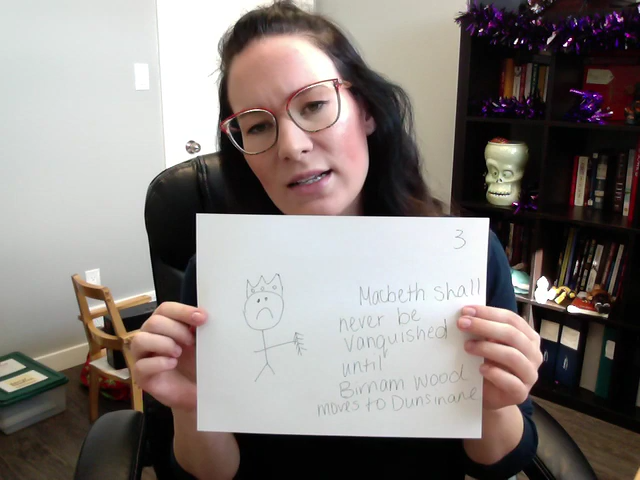 3
Macbeth shall
never be
vanquished
until
Birnam Wood
moves to Dunsinane